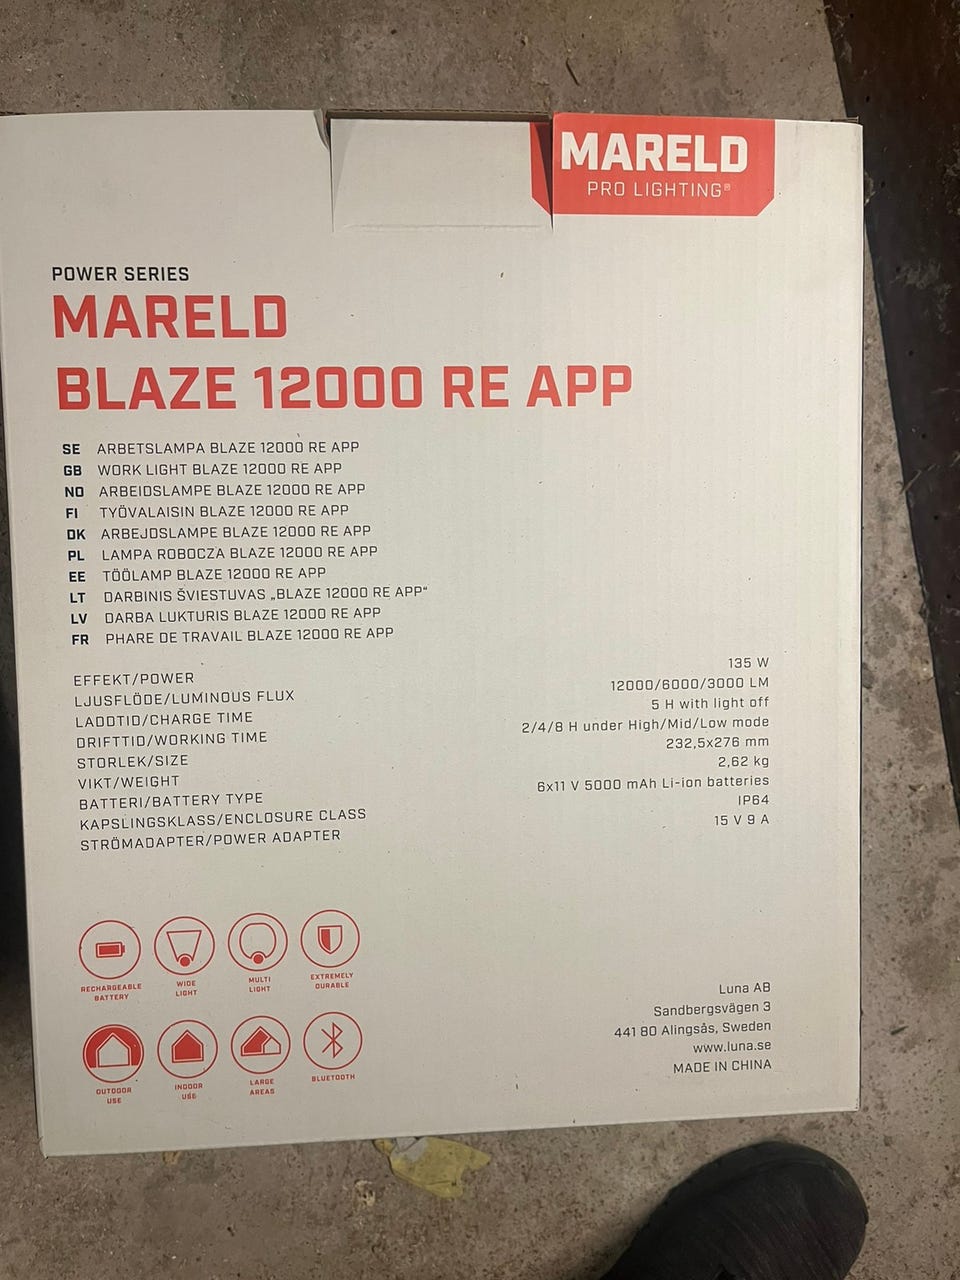 MARELD
PRO LIGHTING®
POWER SERIES
MARELD
BLAZE 12000 RE APP
SE ARBETSLAMPA BLAZE 12000 RE APP
GB WORK LIGHT BLAZE 12000 RE APP
NO ARBEIDSLAMPE BLAZE 12000 RE APP
FI TYÖVALAISIN BLAZE 12000 RE APP
DK ARBEJDSLAMPE BLAZE 12000 RE APP
PL LAMPA ROBOCZA BLAZE 12000 RE APP
EE TÖÖLAMP BLAZE 12000 RE APP
LT DARBINIS ŠVIESTUVAS „BLAZE 12000 RE APP“
LV DARBA LUKTURIS BLAZE 12000 RE APP
FR PHARE DE TRAVAIL BLAZE 12000 RE APP
EFFEKT/POWER 135 W
LJUSFLÖDE/LUMINOUS FLUX 12000/6000/3000 LM
LADDTID/CHARGE TIME 5 H with light off
DRIFTTID/WORKING TIME 2/4/8 H under High/Mid/Low mode
STORLEK/SIZE 232,5x276 mm
VIKT/WEIGHT 2,62 kg
BATTERI/BATTERY TYPE 6x11 V 5000 mAh Li-ion batteries
KAPSLINGSKLASS/ENCLOSURE CLASS IP64
STRÖMADAPTER/POWER ADAPTER 15 V 9 A
RECHARGEABLE
BATTERY
WIDE
LIGHT
MULTI
LIGHT
EXTREMELY
DURABLE
OUTDOOR
USE
INDOOR
USE
LARGE
AREAS
BLUETOOTH
Luna AB
Sandbergsvägen 3
441 80 Alingsås, Sweden
www.luna.se
MADE IN CHINA